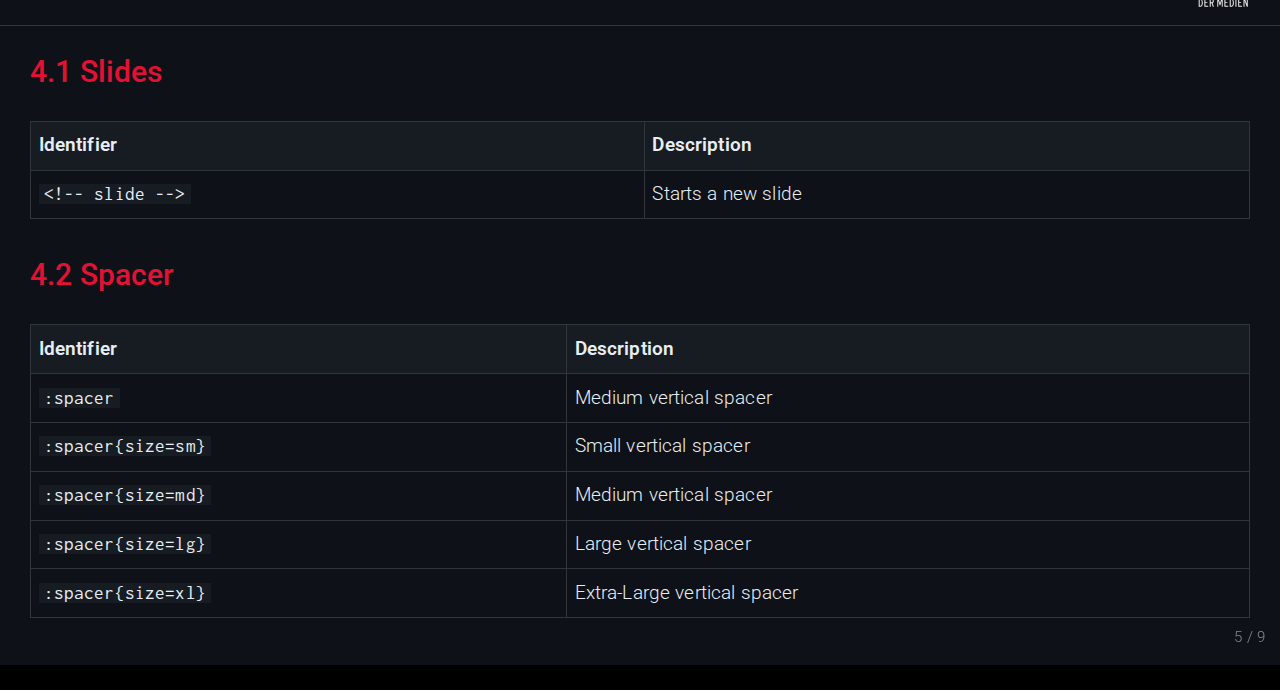 DER MEDIEN
4.1 Slides
Identifier Description
<!-- slide --> Starts a new slide
4.2 Spacer
Identifier Description
:spacer Medium vertical spacer
:spacer{size=sm} Small vertical spacer
:spacer{size=md} Medium vertical spacer
:spacer{size=lg} Large vertical spacer
:spacer{size=xl} Extra-Large vertical spacer
5 / 9